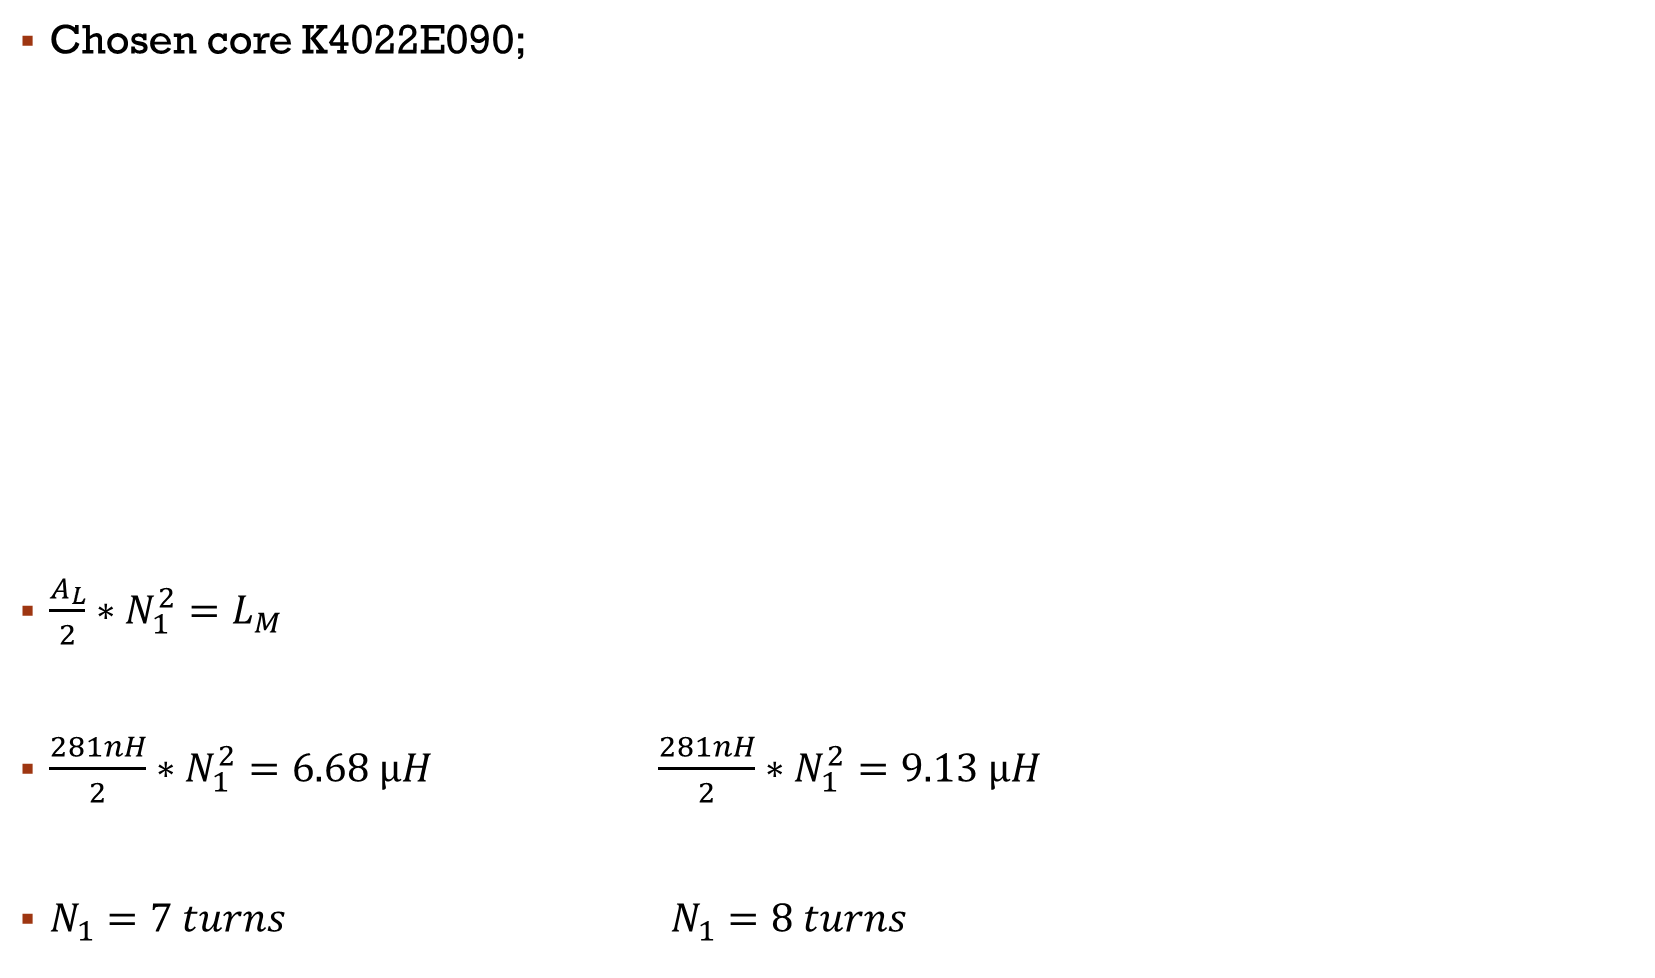 ▪ Chosen core K4022E090;
▪ A_L/2 ∗ N_1^2 = L_M
▪ 281nH/2 ∗ N_1^2 = 6.68 μH 281nH/2 ∗ N_1^2 = 9.13 μH
▪ N_1 = 7 turns N_1 = 8 turns